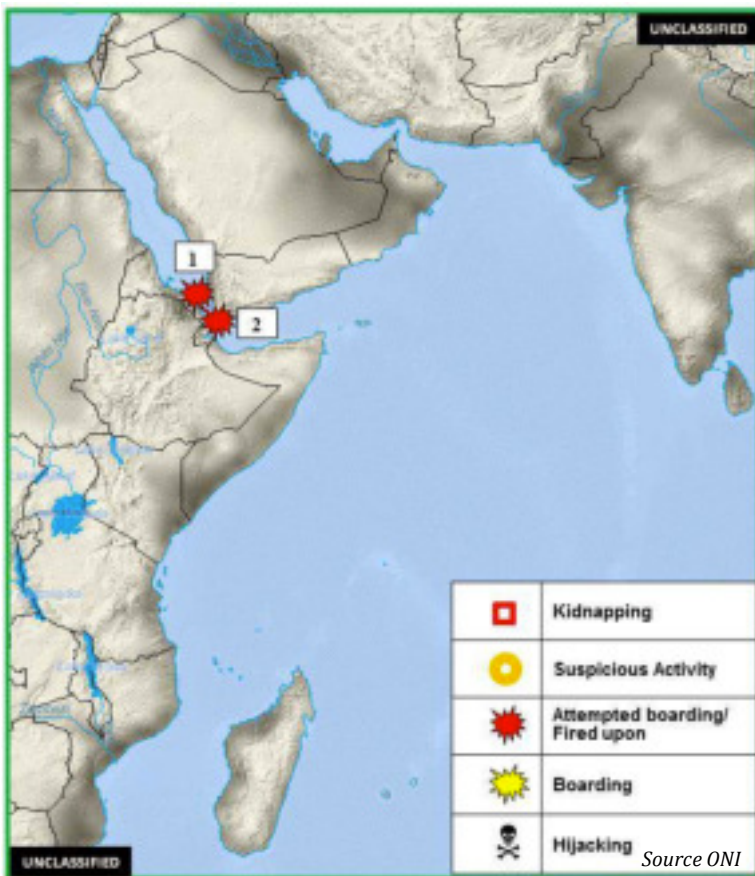 UNCLASSIFIED
1
2
Kidnapping
Suspicious Activity
Attempted boarding/
Fired upon
Boarding
Hijacking
Source ONI
UNCLASSIFIED